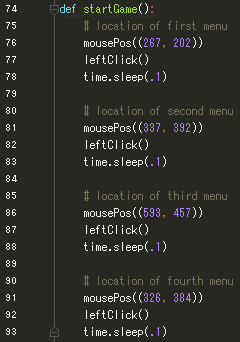 74 def startGame():
75 # location of first menu
76 mousePos((267, 202))
77 leftClick()
78 time.sleep(.1)
79
80 # location of second menu
81 mousePos((337, 392))
82 leftClick()
83 time.sleep(.1)
84
85 # location of third menu
86 mousePos((593, 457))
87 leftClick()
88 time.sleep(.1)
89
90 # location of fourth menu
91 mousePos((326, 384))
92 leftClick()
93 time.sleep(.1)